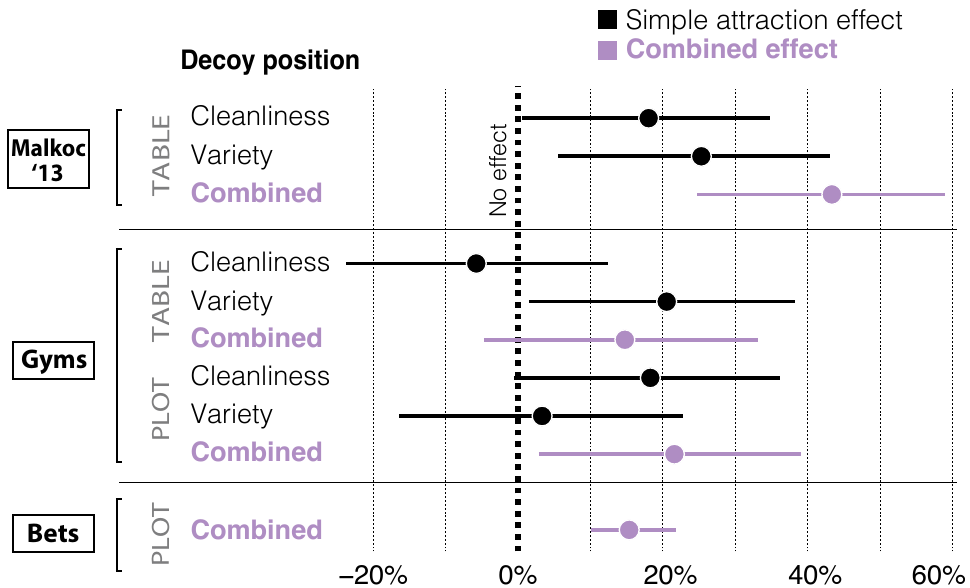 Simple attraction effect
Combined effect
Decoy position
No effect
Malkoc
‘13
TABLE
Cleanliness
Variety
Combined
Gyms
TABLE
Cleanliness
Variety
Combined
PLOT
Cleanliness
Variety
Combined
Bets
PLOT
Combined
−20% 0% 20% 40% 60%